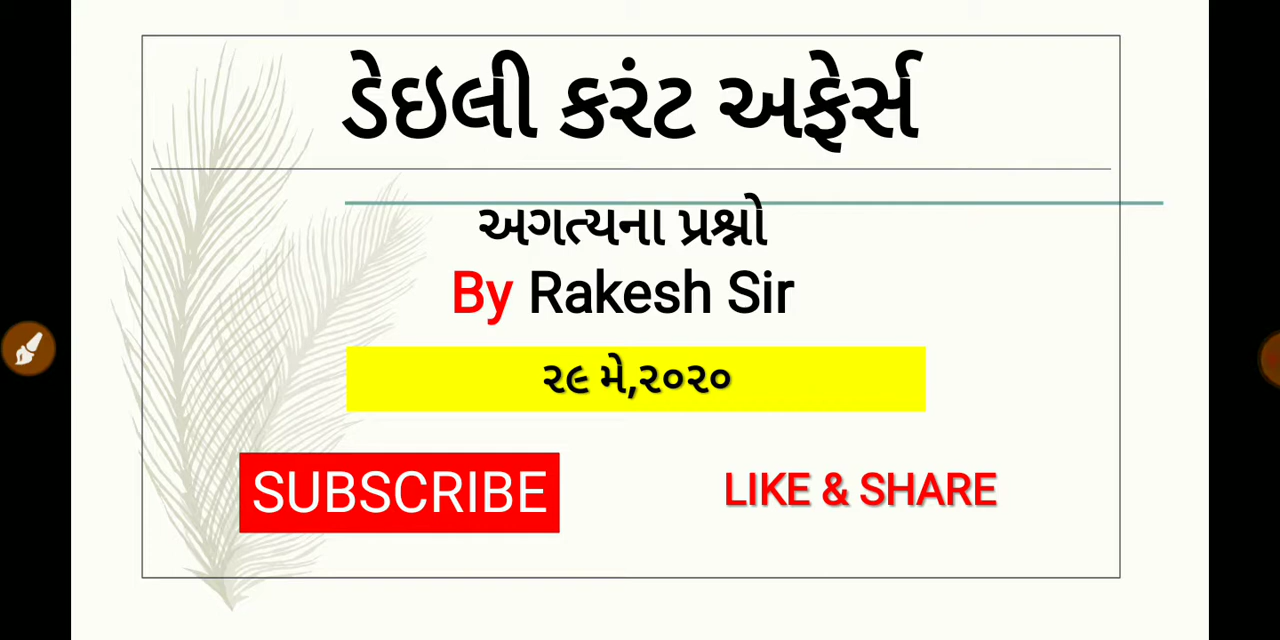 ડેઇલી કરંટ અફેર્સ
અગત્યના પ્રશ્નો
By Rakesh Sir
૨૯ મે,૨૦૨૦
SUBSCRIBE
LIKE & SHARE